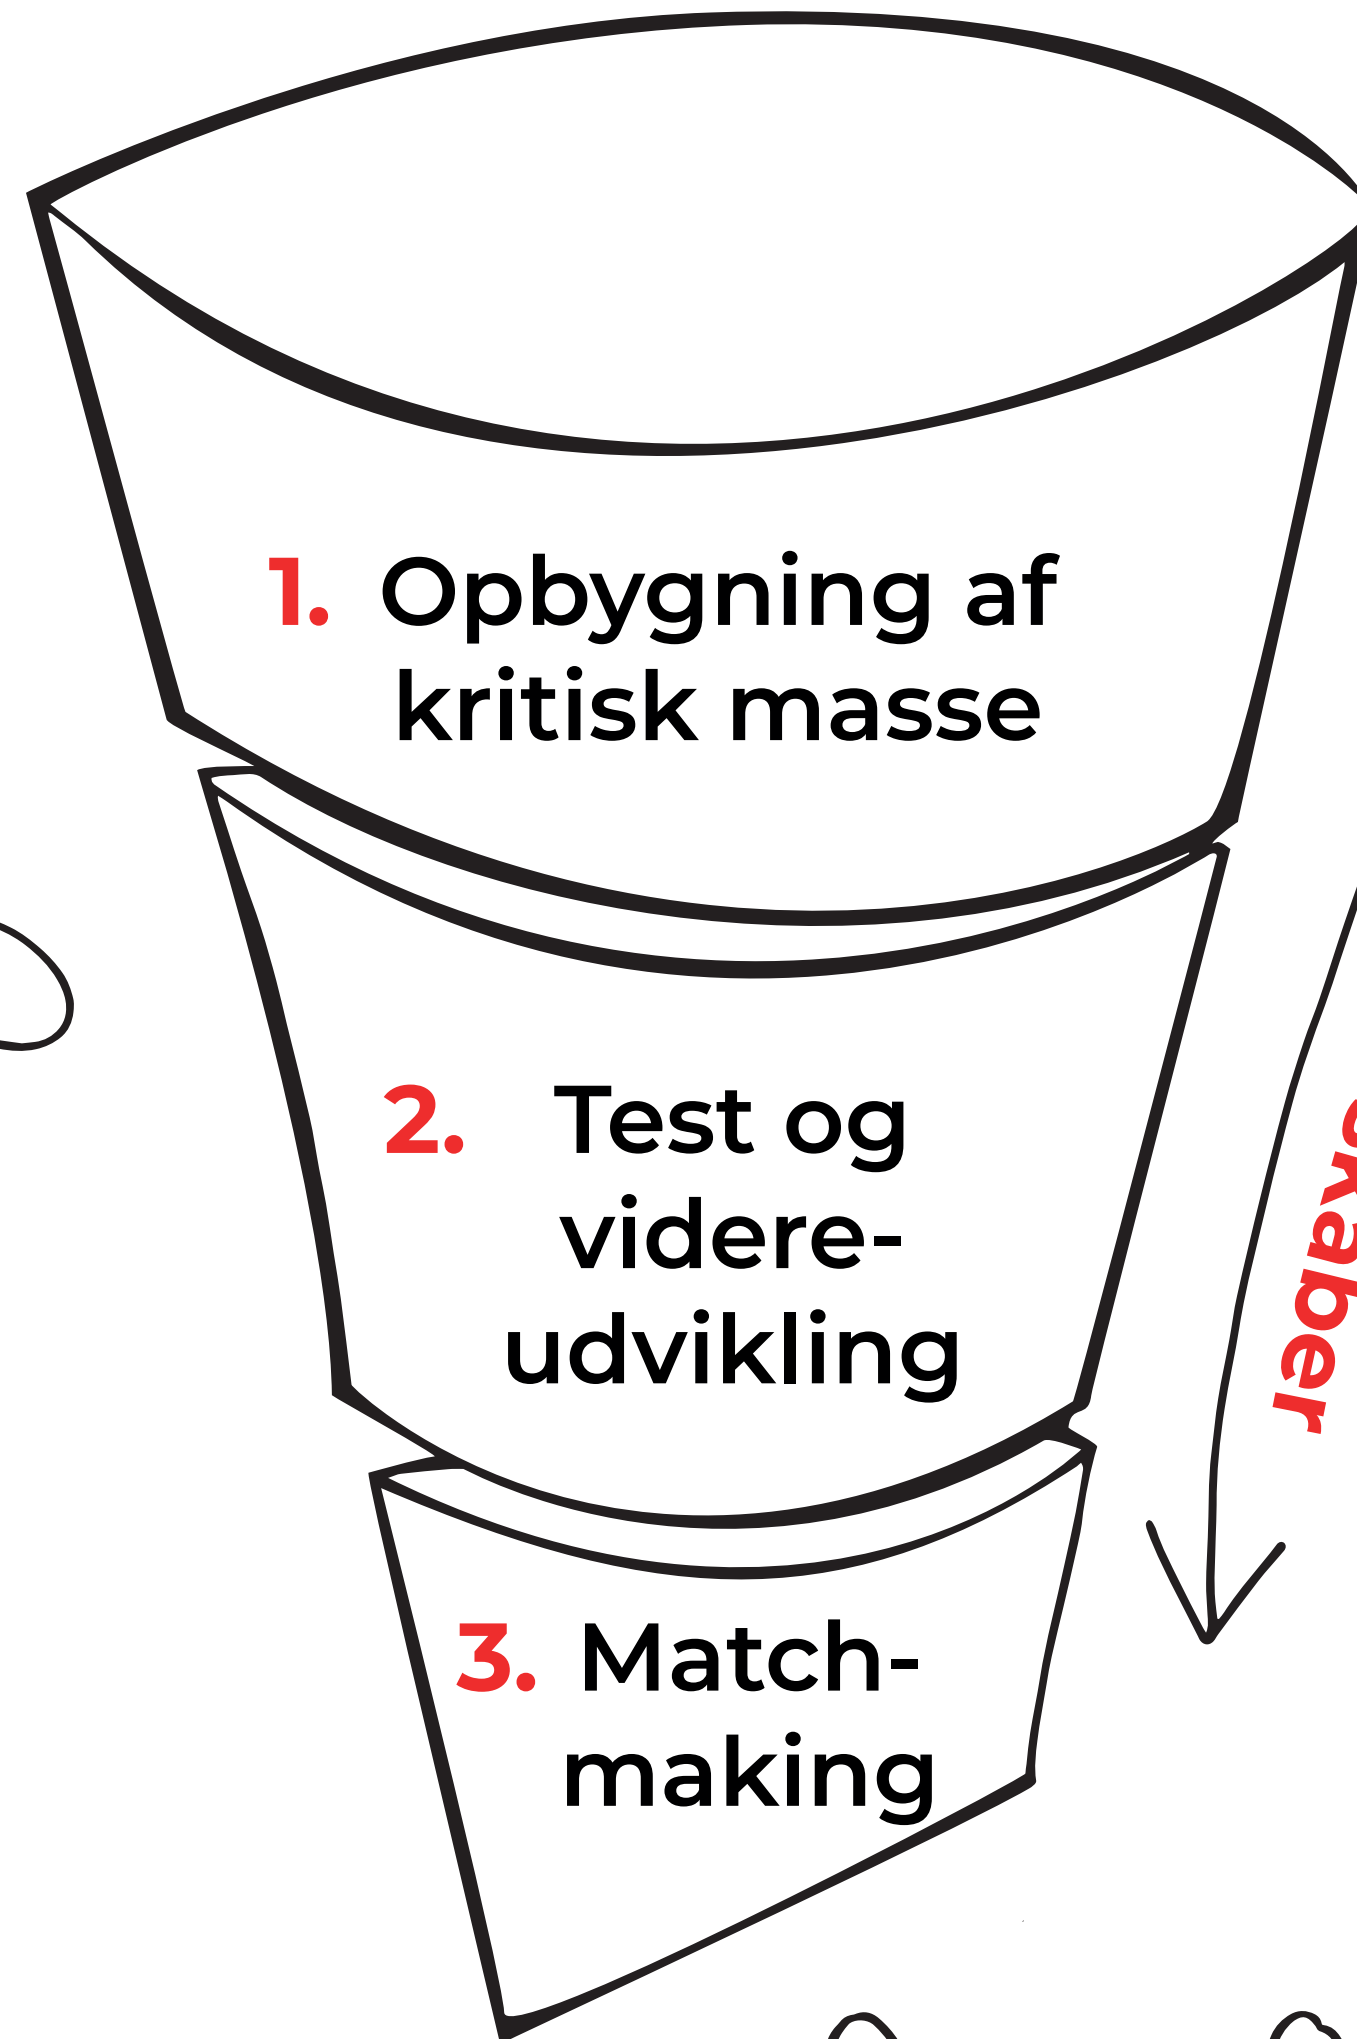 1. Opbygning af
kritisk masse
2. Test og
videre-
udvikling
3. Match-
making